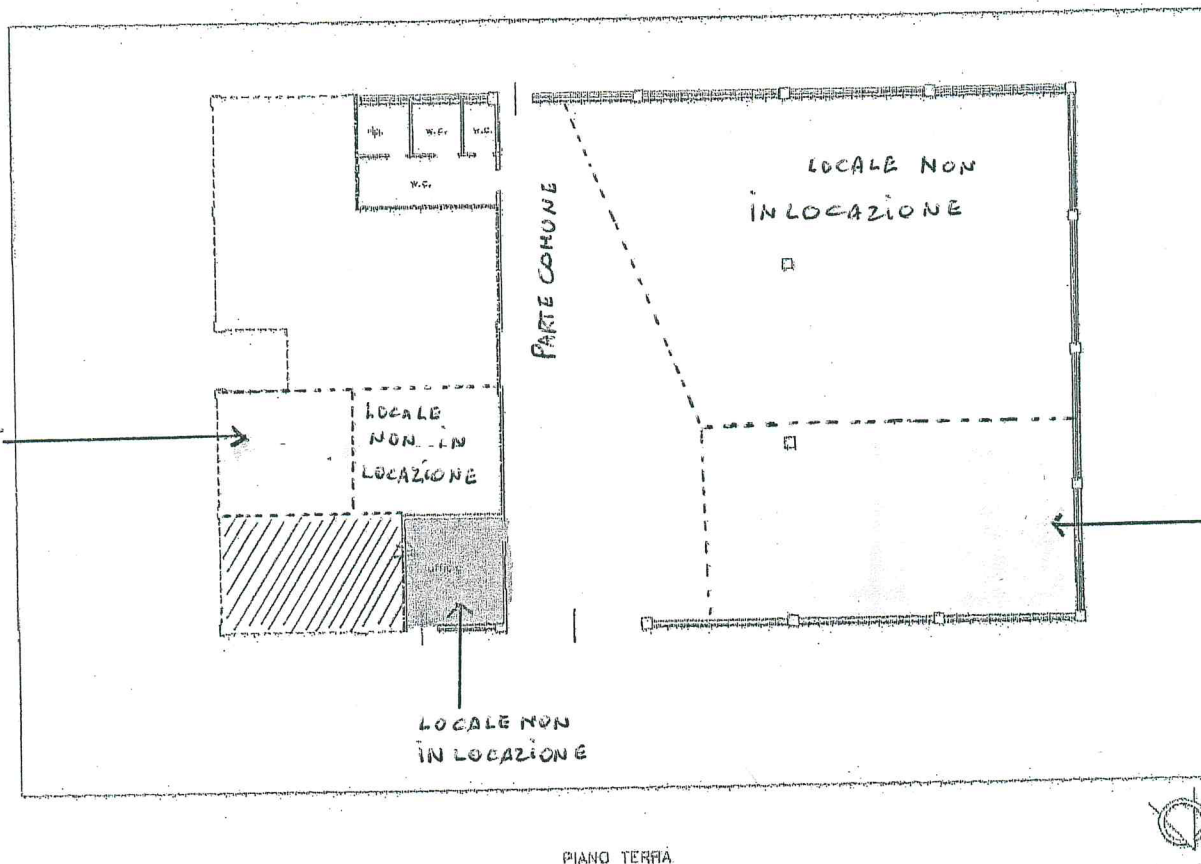 w.c.
w.c.
w.c.
LOCALE NON
IN LOCAZIONE
PARTE COMUNE
LOCALE
NON IN
LOCAZIONE
LOCALE NON
IN LOCAZIONE
PIANO TERRA